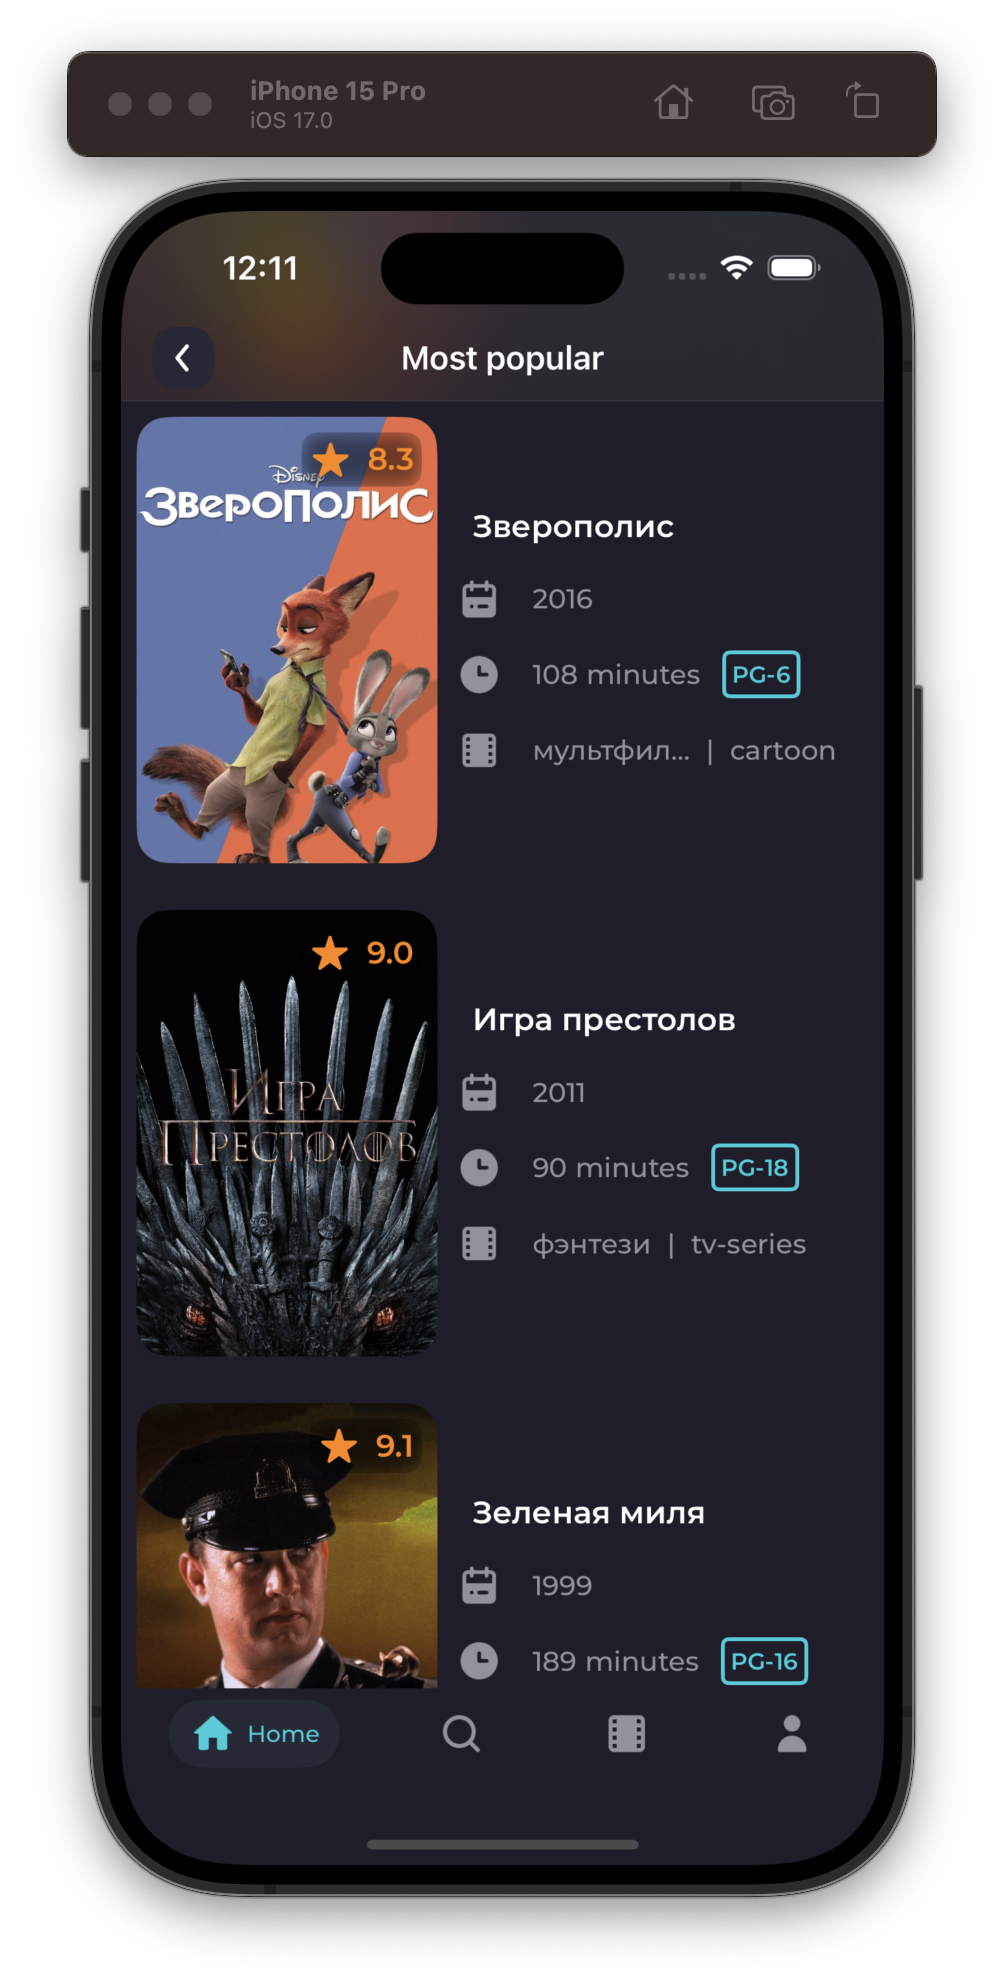 iPhone 15 Pro
iOS 17.0
12:11
Most popular
8.3
Disney
Зверополис
Зверополис
2016
108 minutes PG-6
мультфил... | cartoon
9.0
Игра
Престолов
Игра престолов
2011
90 minutes PG-18
фэнтези | tv-series
9.1
Зеленая миля
1999
189 minutes PG-16
Home